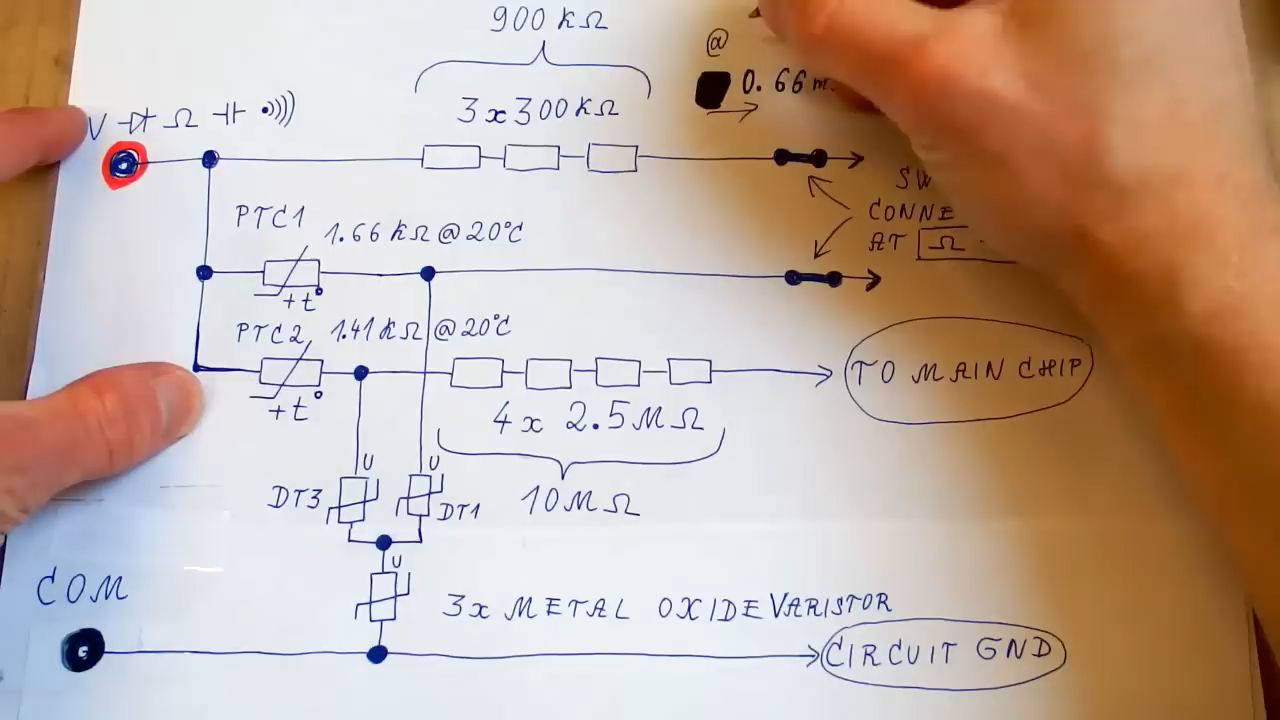 900 kΩ
@
0.66 m
3 x 300 kΩ
V Ω
SW
PTC1
1.66 kΩ @ 20°C
CONNE
AT Ω
+t°
PTC2 1.41 kΩ @ 20°C
TO MAIN CHIP
+t°
4 x 2.5 MΩ
U U
DT3 DT1
10 MΩ
U
COM
3x METAL OXIDE VARISTOR
CIRCUIT GND